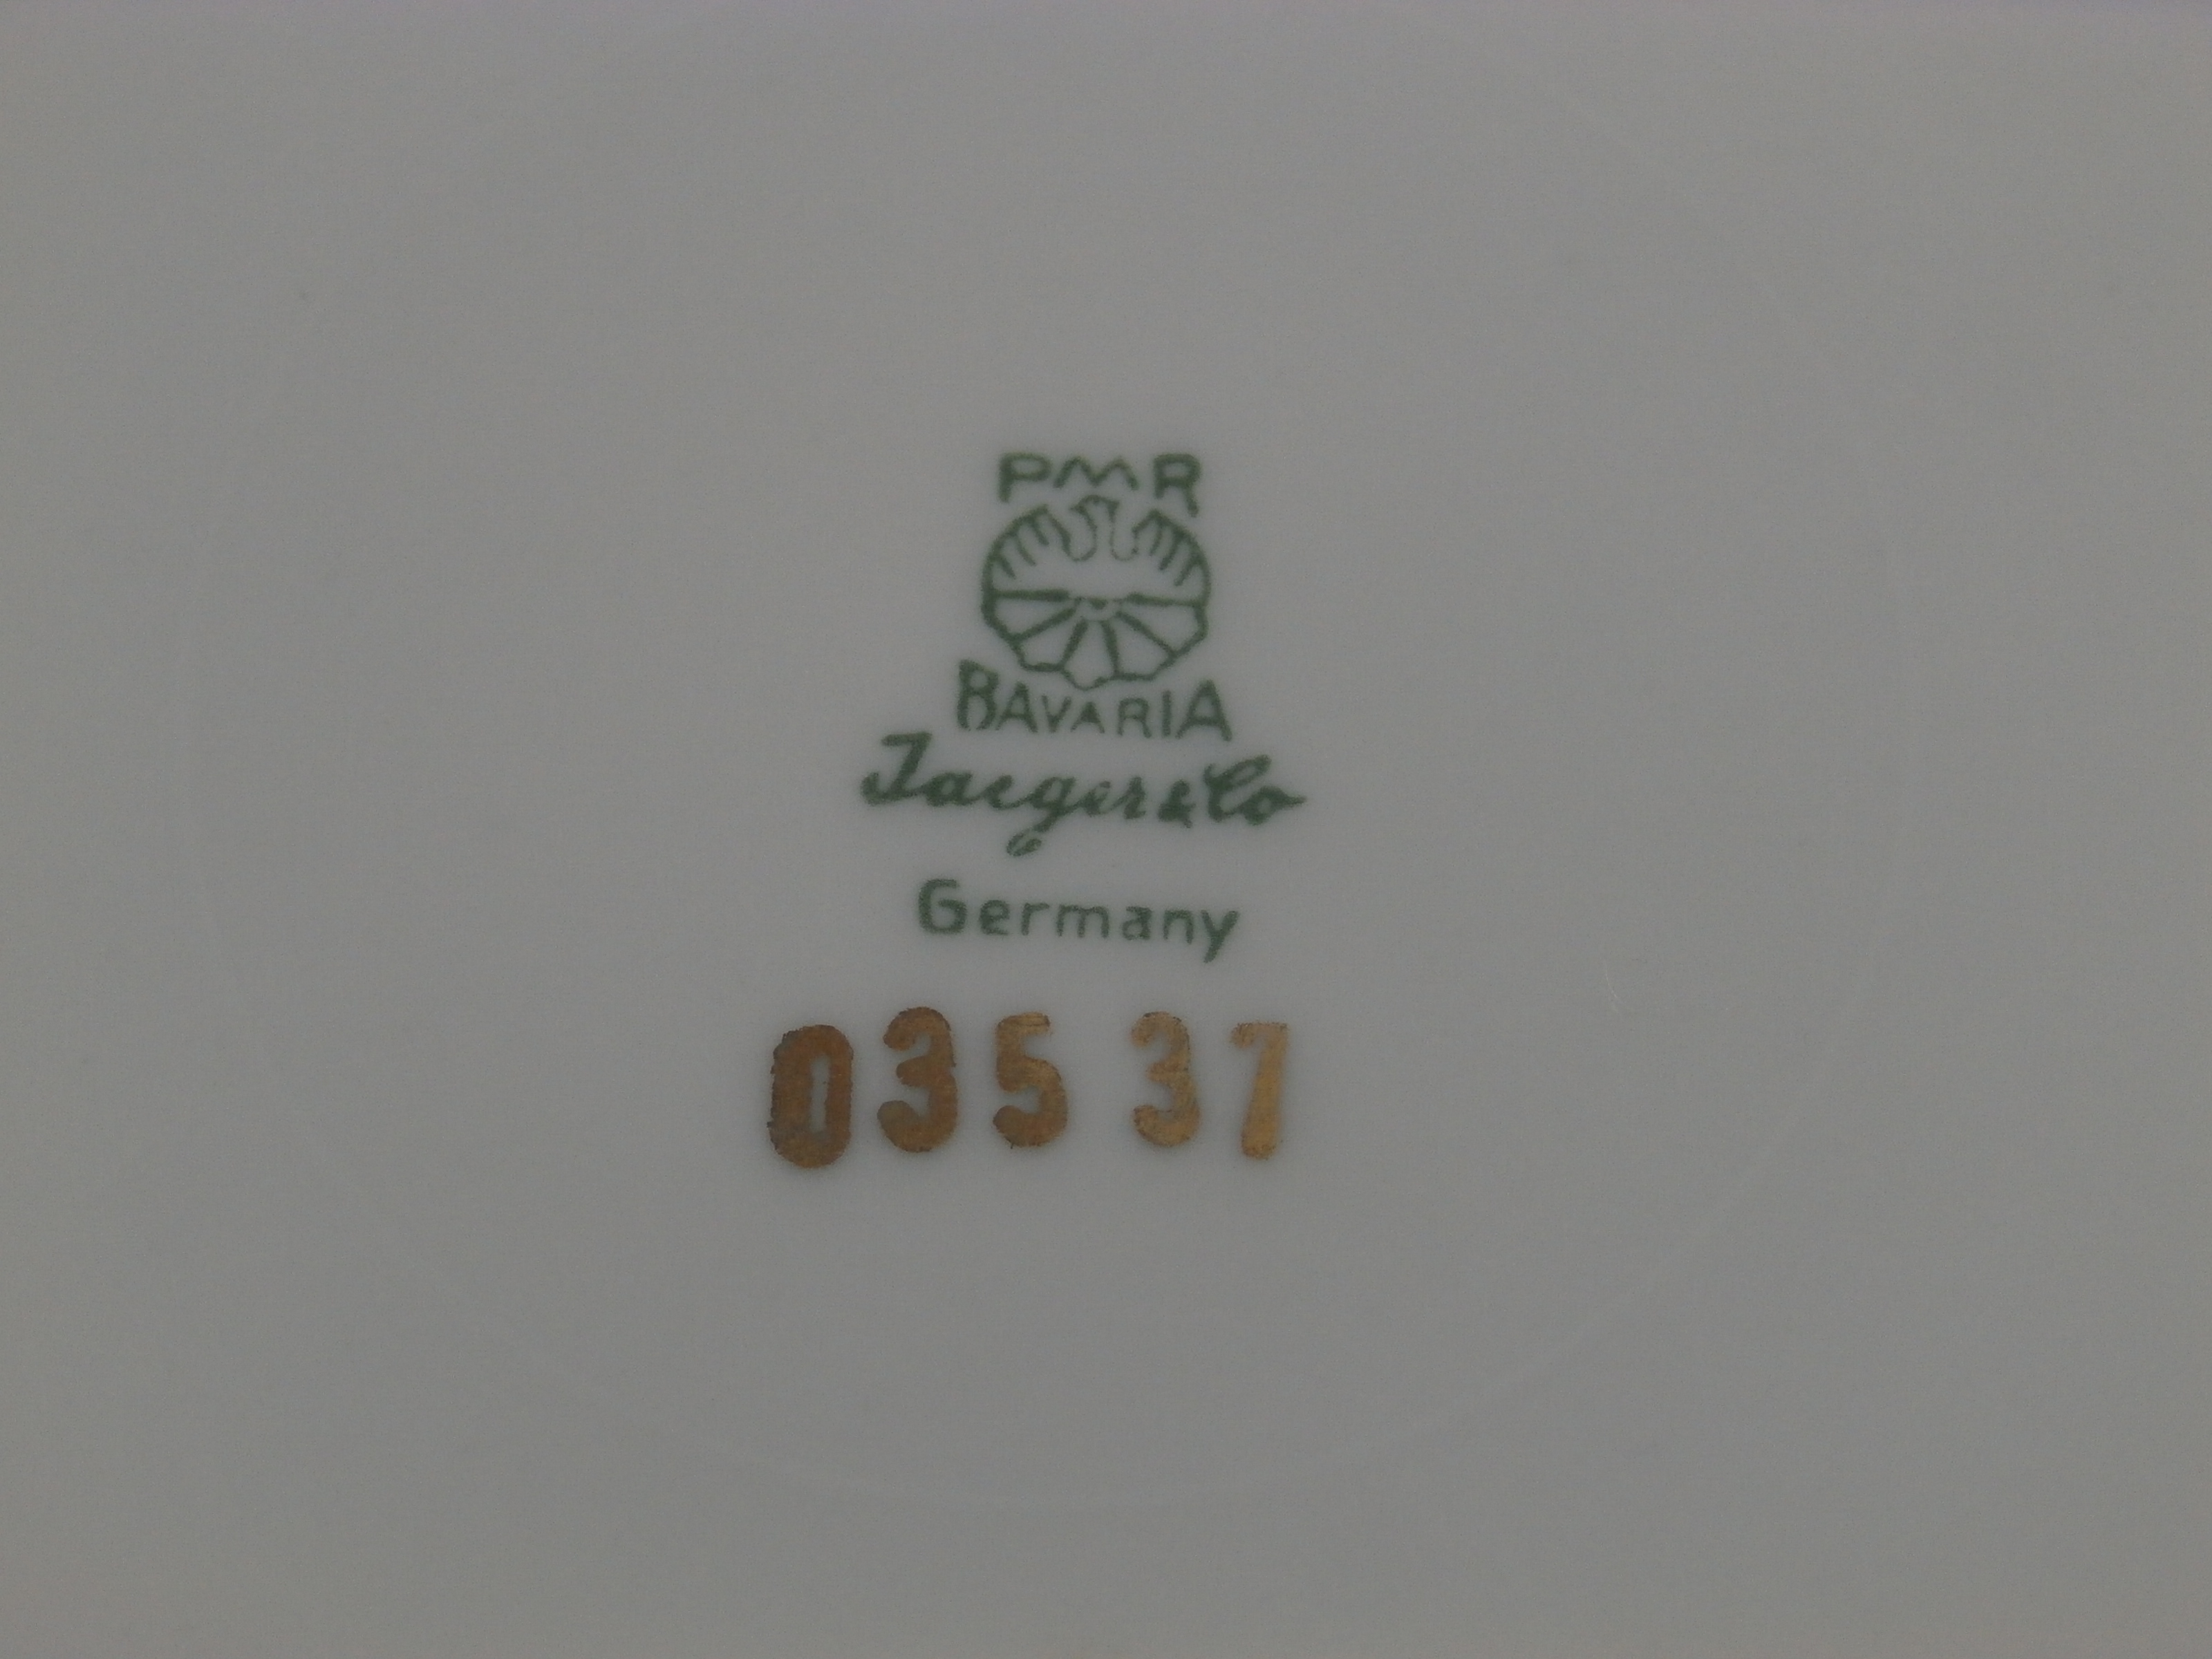 PMR
BAVARIA
Jaeger & Co
Germany
035 37